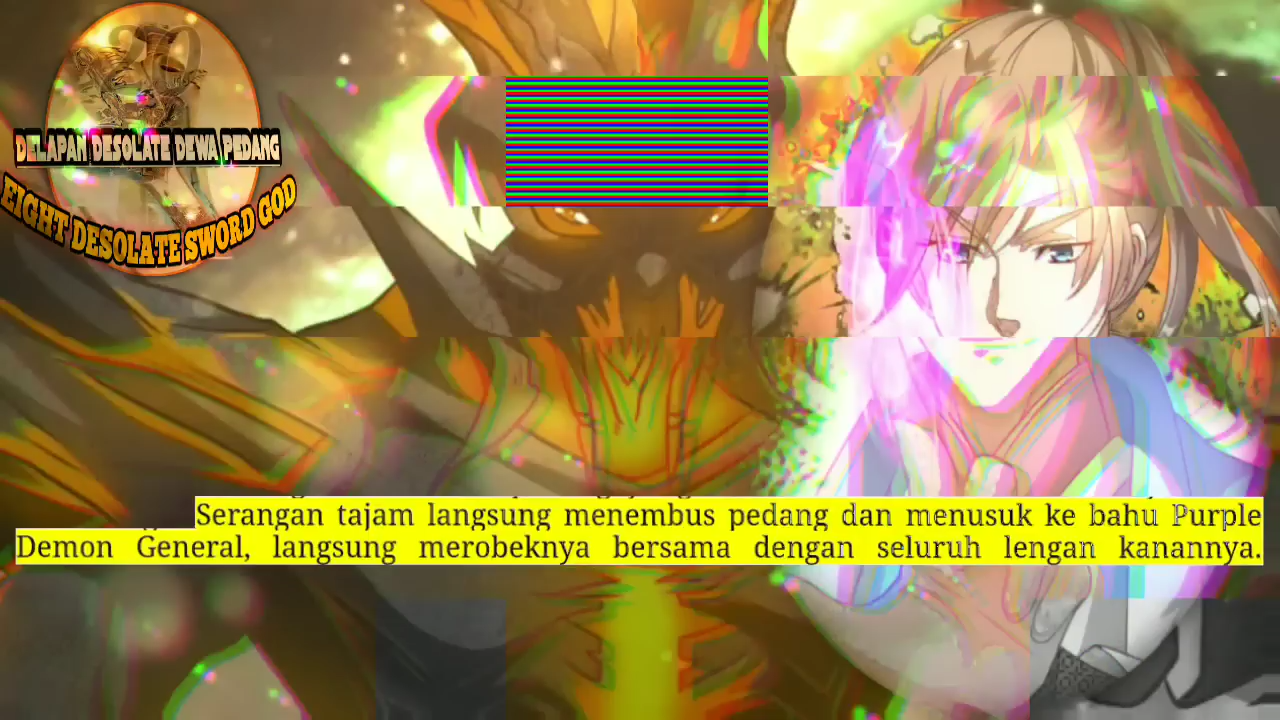 DELAPAN DESOLATE DEWA PEDANG
EIGHT DESOLATE SWORD GOD
Serangan tajam langsung menembus pedang dan menusuk ke bahu Purple
Demon General, langsung merobeknya bersama dengan seluruh lengan kanannya.